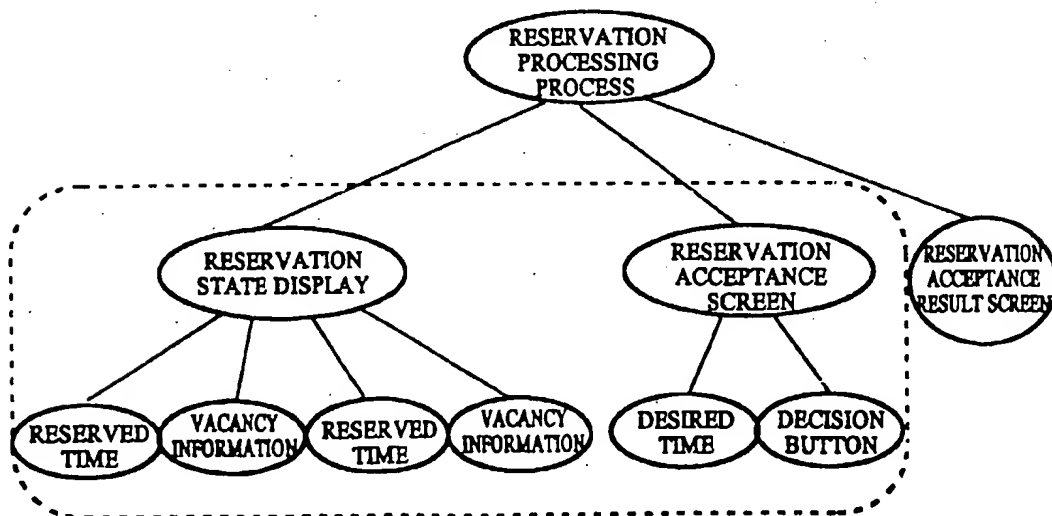 RESERVATION
PROCESSING
PROCESS
RESERVATION
STATE DISPLAY
RESERVATION
ACCEPTANCE
SCREEN
RESERVATION
ACCEPTANCE
RESULT SCREEN
RESERVED
TIME
VACANCY
INFORMATION
RESERVED
TIME
VACANCY
INFORMATION
DESIRED
TIME
DECISION
BUTTON